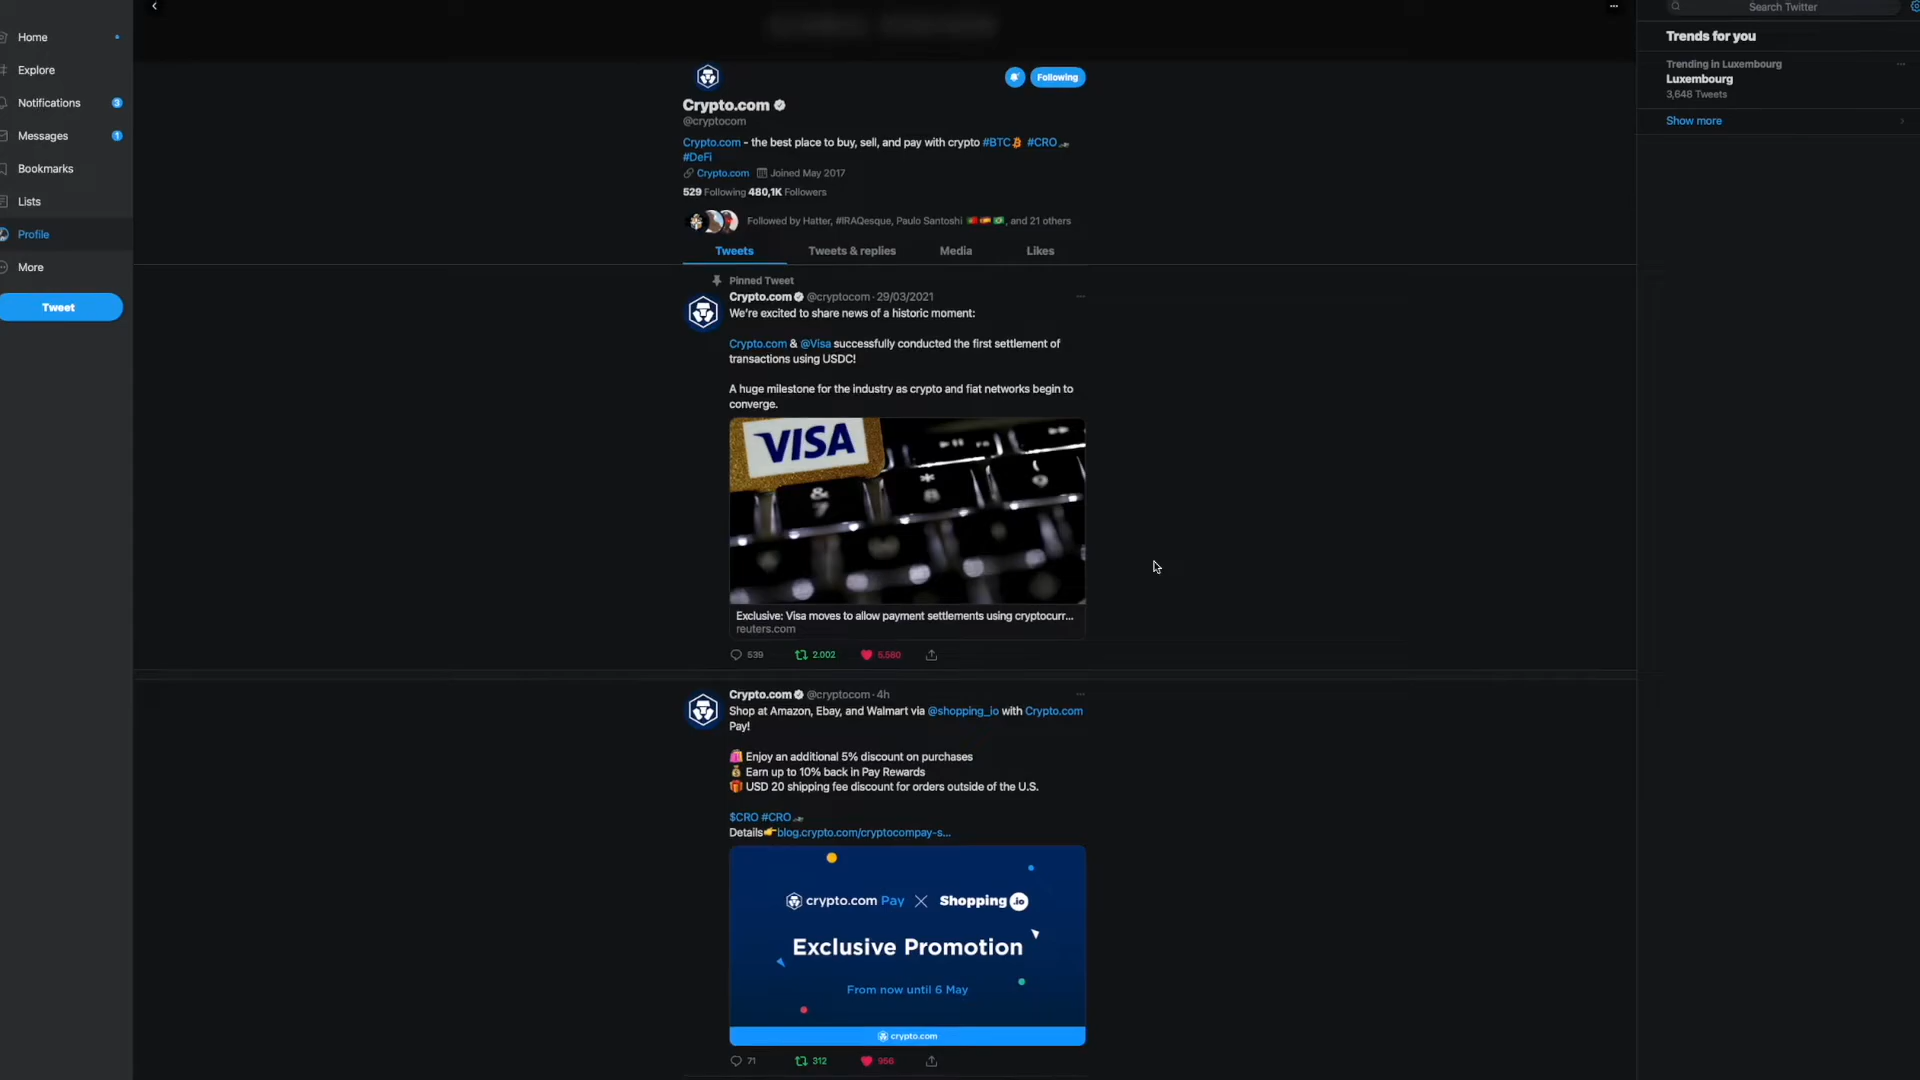 Home
Explore
Notifications 3
Messages 1
Bookmarks
Lists
Profile
More
Tweet
Following
Crypto.com
@cryptocom
Crypto.com - the best place to buy, sell, and pay with crypto #BTC #CRO
#DeFi
Crypto.com Joined May 2017
529 Following 480,1K Followers
Followed by Hatter, #IRAQesque, Paulo Santoshi 🇵🇹🇪🇸🇧🇷, and 21 others
Tweets Tweets & replies Media Likes
Pinned Tweet
Crypto.com @cryptocom · 29/03/2021
We're excited to share news of a historic moment:
Crypto.com & @Visa successfully conducted the first settlement of
transactions using USDC!
A huge milestone for the industry as crypto and fiat networks begin to
converge.
VISA
& 7
* 8
Exclusive: Visa moves to allow payment settlements using cryptocurr...
reuters.com
539 2.002 5.560
Crypto.com @cryptocom · 4h
Shop at Amazon, Ebay, and Walmart via @shopping_io with Crypto.com
Pay!
🛍️ Enjoy an additional 5% discount on purchases
💰 Earn up to 10% back in Pay Rewards
🎁 USD 20 shipping fee discount for orders outside of the U.S.
$CRO #CRO
Details👉blog.crypto.com/cryptocompay-s...
crypto.com Pay X Shopping.io
Exclusive Promotion
From now until 6 May
crypto.com
71 312 956
Search Twitter
Trends for you
Trending in Luxembourg
Luxembourg
3,648 Tweets
Show more